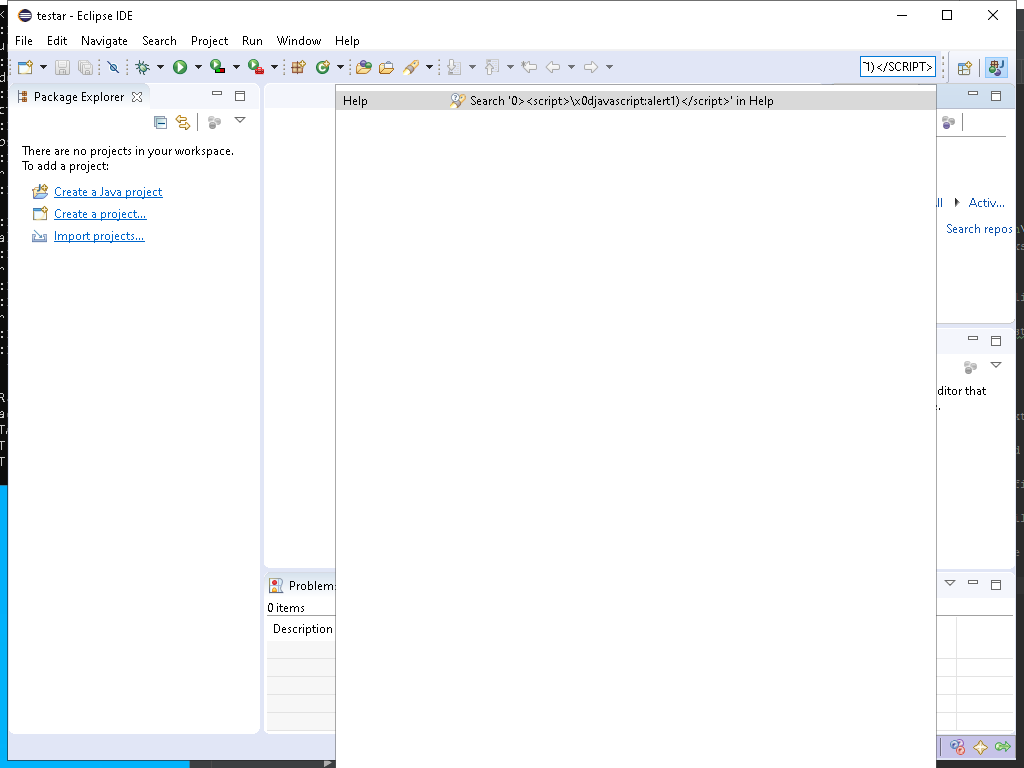 testar - Eclipse IDE
File Edit Navigate Search Project Run Window Help
1)</SCRIPT>
Package Explorer
Help Search '0><script>\x0djavascript:alert1)</script>' in Help
There are no projects in your workspace.
To add a project:
Create a Java project
Create a project...
Import projects...
Activ...
Search repos
ditor that
Problem
0 items
Description